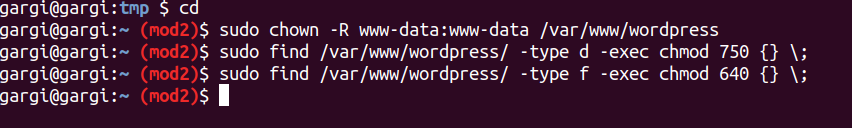 gargi@gargi:tmp $ cd
gargi@gargi:~ (mod2)$ sudo chown -R www-data:www-data /var/www/wordpress
gargi@gargi:~ (mod2)$ sudo find /var/www/wordpress/ -type d -exec chmod 750 {} \;
gargi@gargi:~ (mod2)$ sudo find /var/www/wordpress/ -type f -exec chmod 640 {} \;
gargi@gargi:~ (mod2)$